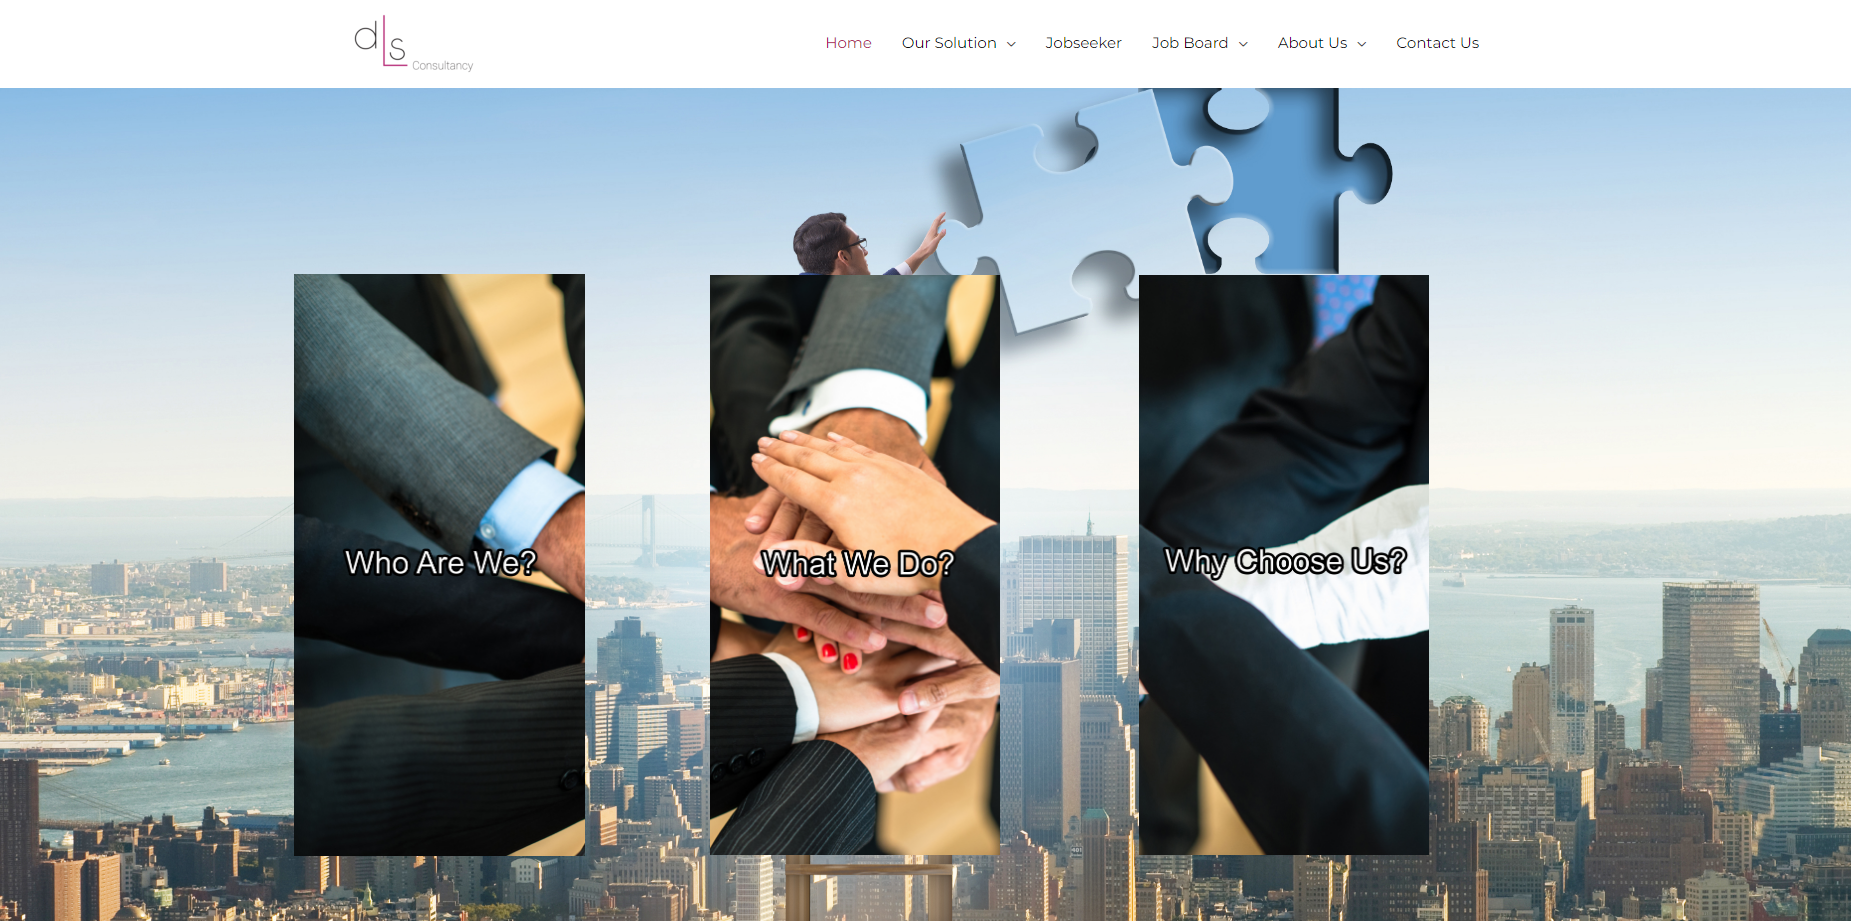 dLs
Consultancy
Home Our Solution Jobseeker Job Board About Us Contact Us
Who Are We? What We Do? Why Choose Us?